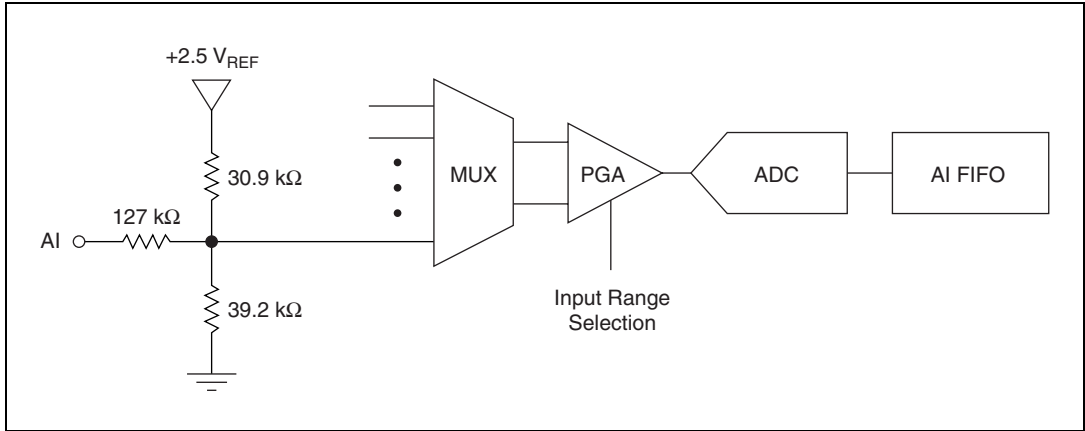 +2.5 VREF
30.9 kΩ
127 kΩ
AI
39.2 kΩ
MUX
PGA
ADC
AI FIFO
Input Range
Selection